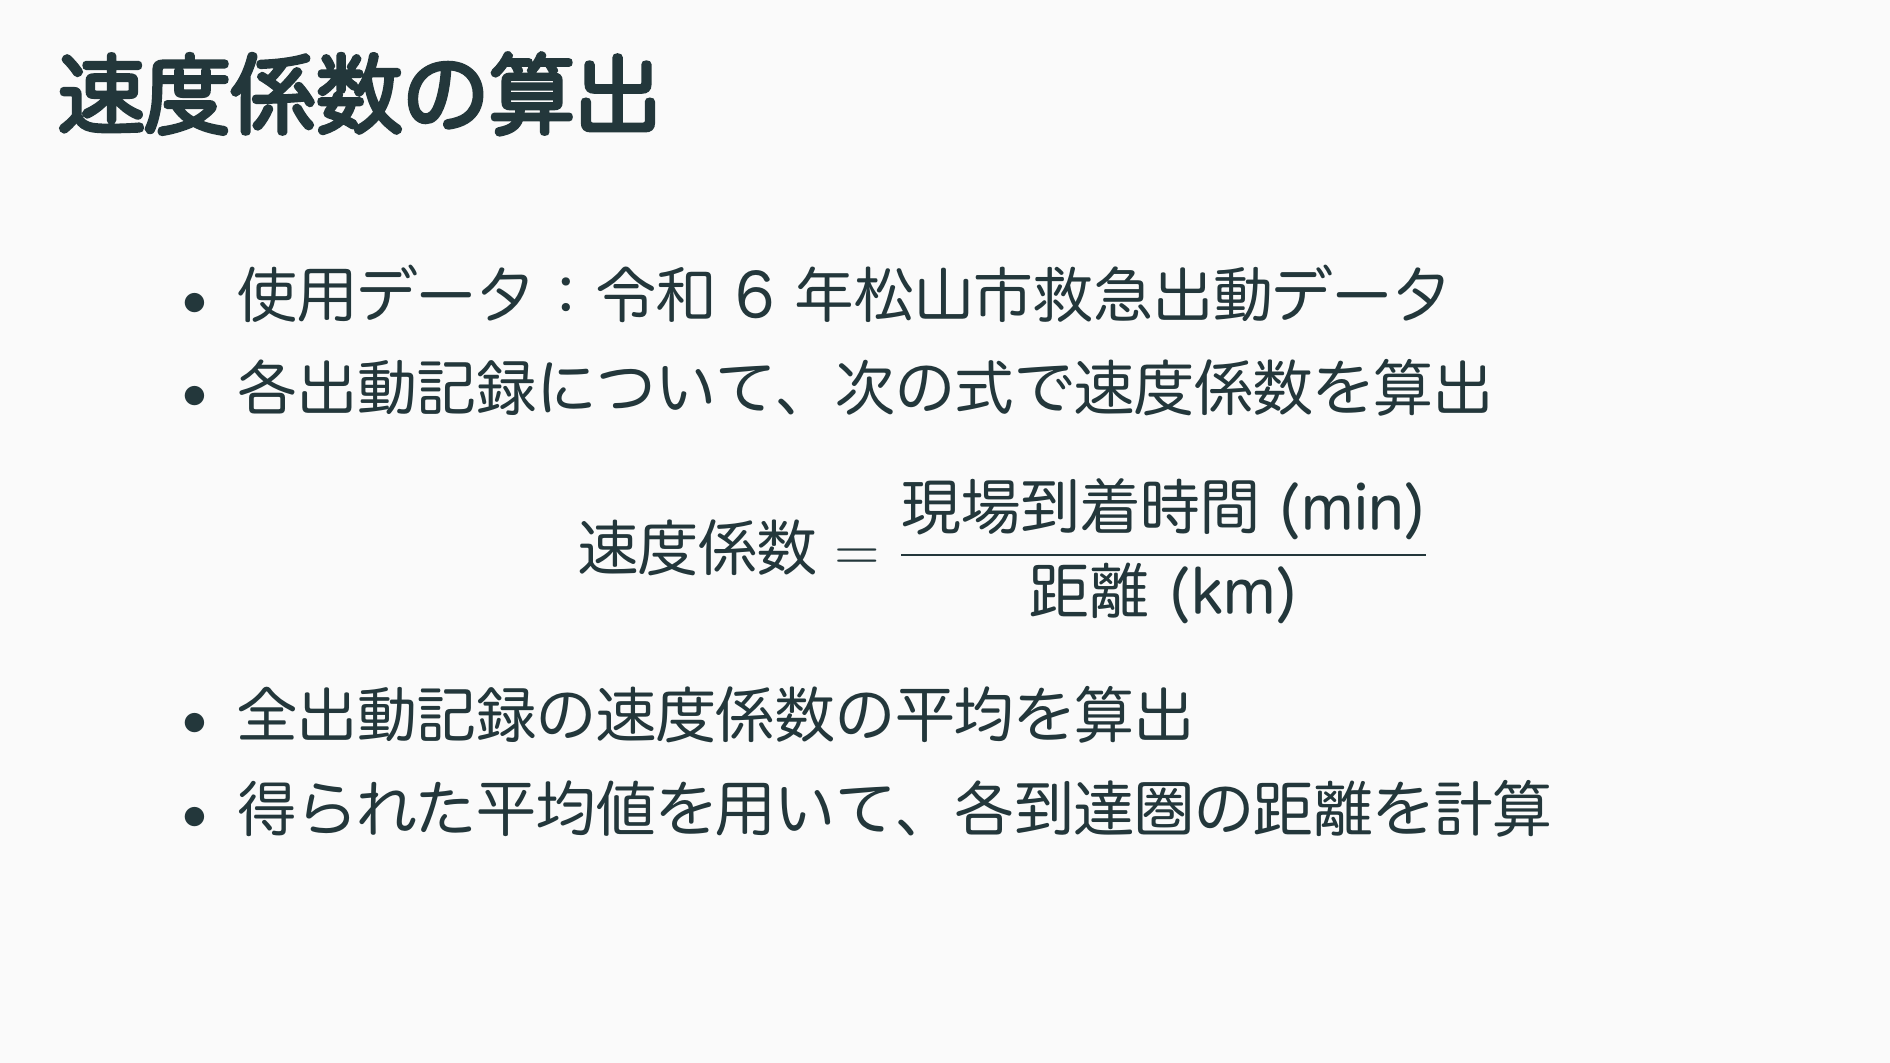 速度係数の算出
• 使用データ：令和 6 年松山市救急出動データ
• 各出動記録について、次の式で速度係数を算出
速度係数 = 現場到着時間 (min) / 距離 (km)
• 全出動記録の速度係数の平均を算出
• 得られた平均値を用いて、各到達圏の距離を計算